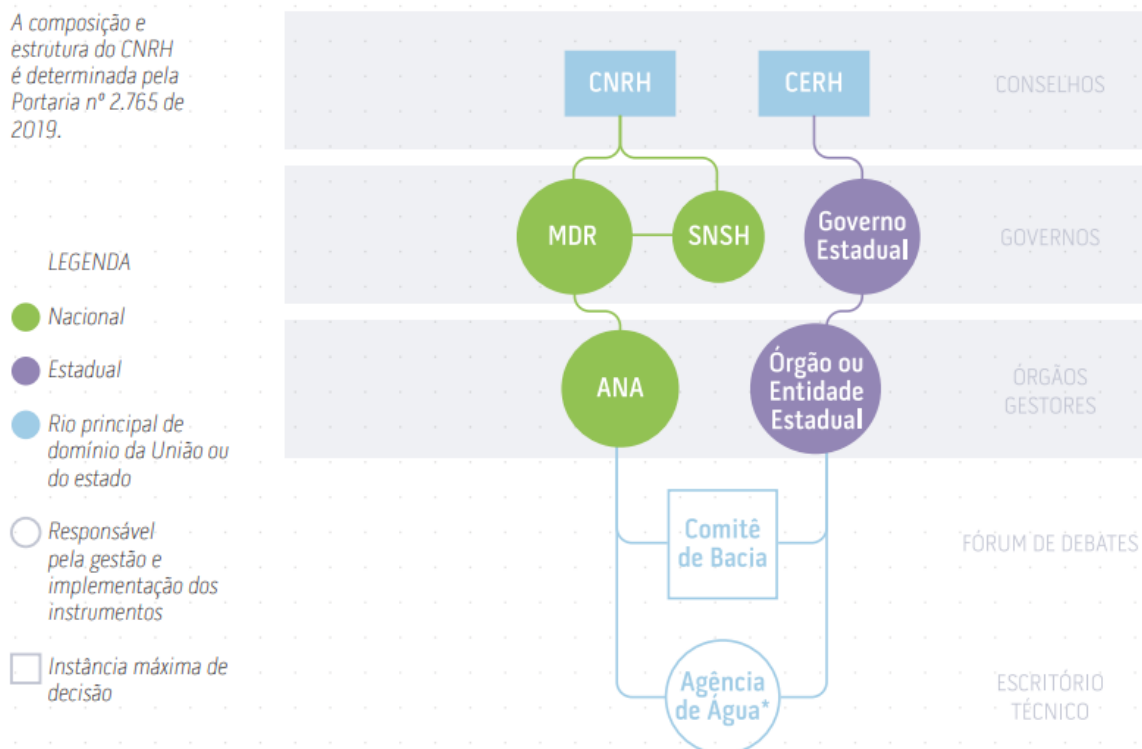 A composição e
estrutura do CNRH
é determinada pela
Portaria nº 2.765 de
2019.
CNRH
CERH
CONSELHOS
MDR
SNSH
Governo
Estadual
GOVERNOS
LEGENDA
Nacional
Estadual
Rio principal de
domínio da União ou
do estado
Responsável
pela gestão e
implementação dos
instrumentos
Instância máxima de
decisão
ANA
Órgão ou
Entidade
Estadual
ÓRGÃOS
GESTORES
Comitê
de Bacia
FÓRUM DE DEBATES
Agência
de Água*
ESCRITÓRIO
TÉCNICO